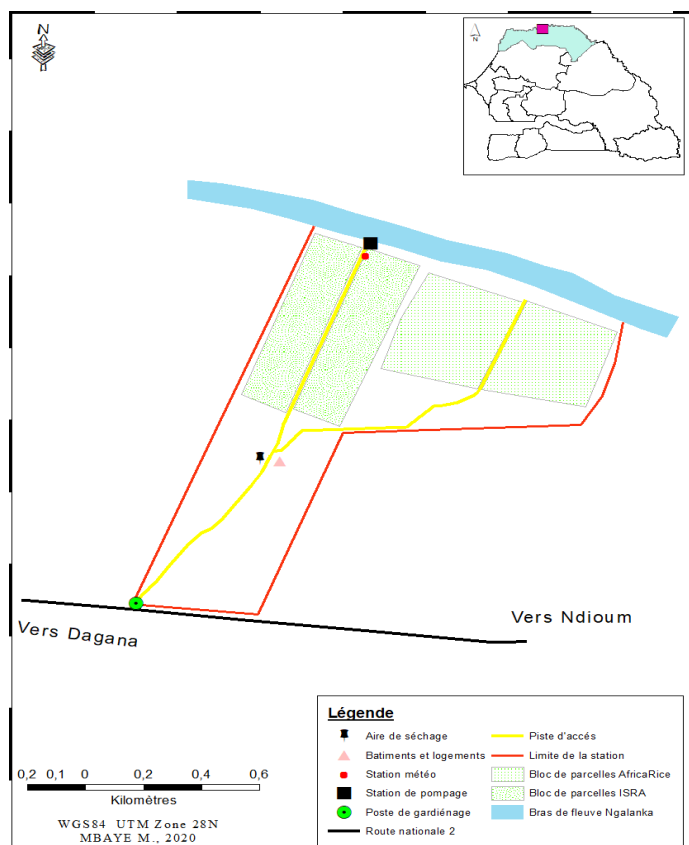 N
N
Vers Ndioum
Vers Dagana
Légende
Aire de séchage
Batiments et logements
Station météo
Station de pompage
Poste de gardiénage
Route nationale 2
Piste d'accés
Limite de la station
Bloc de parcelles AfricaRice
Bloc de parcelles ISRA
Bras de fleuve Ngalanka
0,2 0,1 0 0,2 0,4 0,6
Kilomètres
WGS84 UTM Zone 28N
MBAYE M., 2020